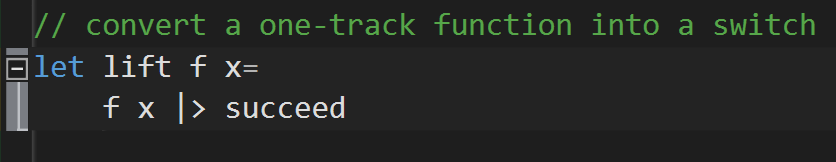 // convert a one-track function into a switch
let lift f x=
    f x |> succeed